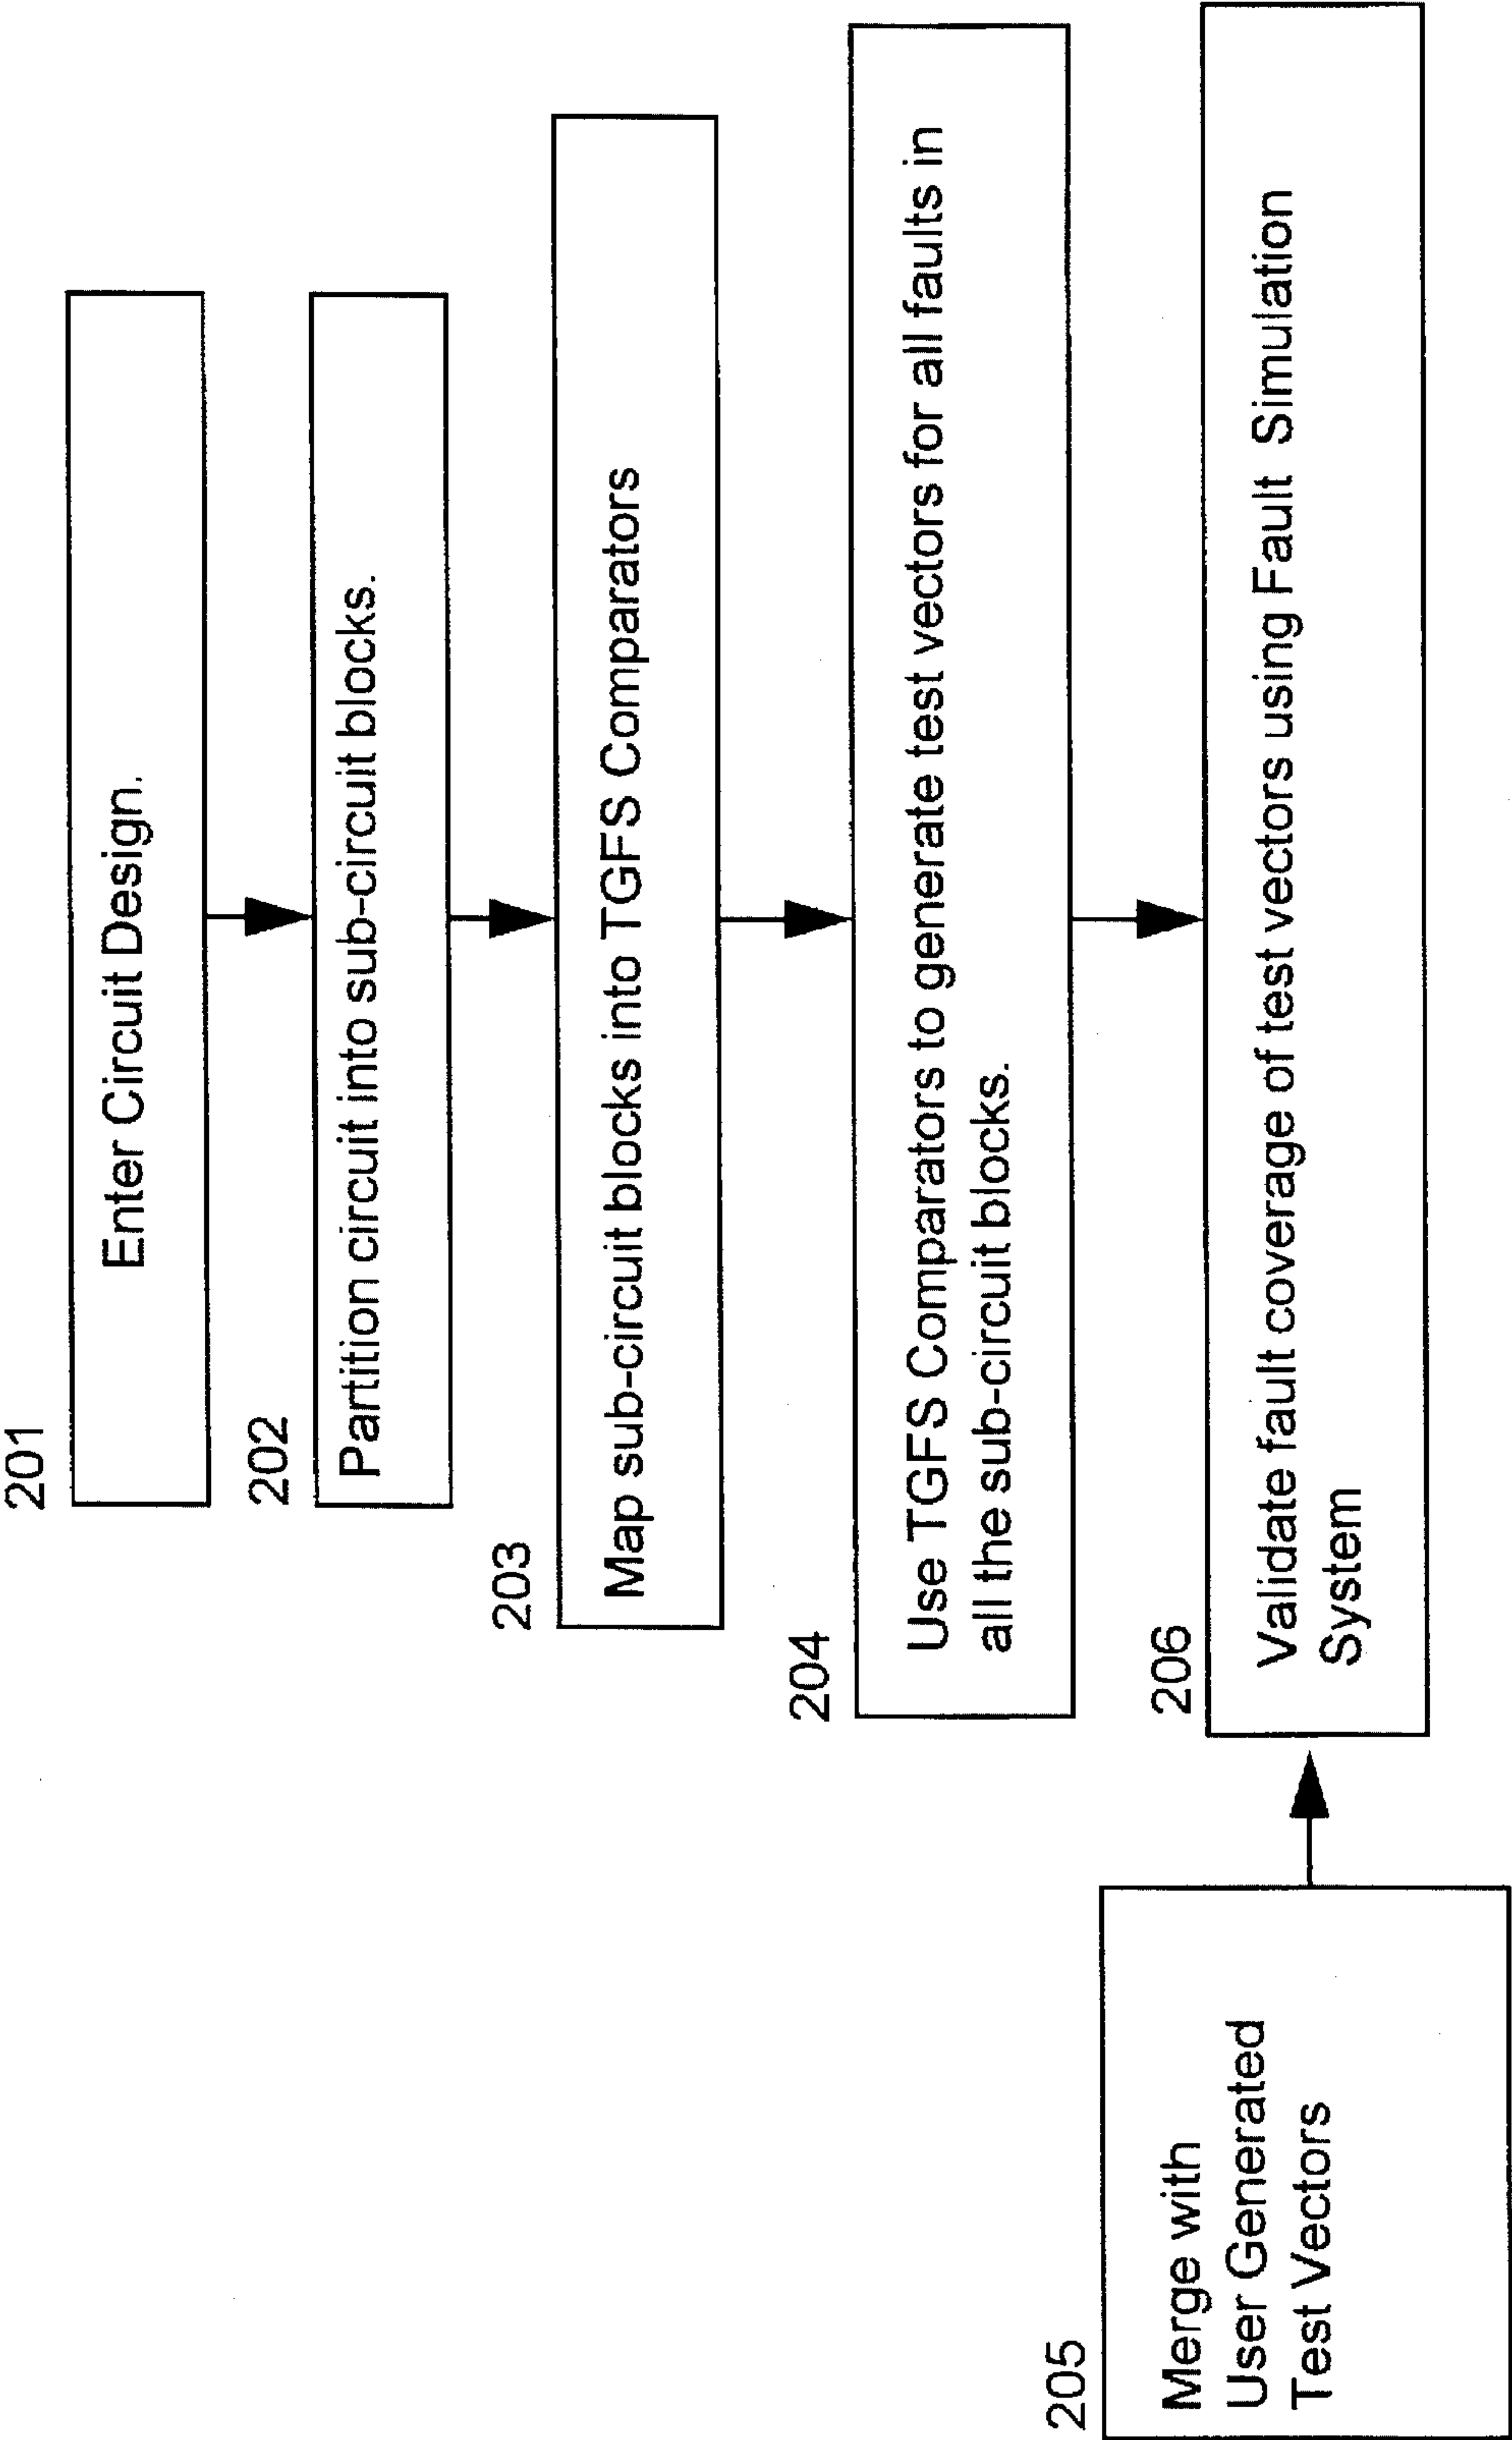 201
Enter Circuit Design.
202
Partition circuit into sub-circuit blocks.
203
Map sub-circuit blocks into TGFS Comparators
204
Use TGFS Comparators to generate test vectors for all faults in
all the sub-circuit blocks.
205
Merge with
User Generated
Test Vectors
206
Validate fault coverage of test vectors using Fault Simulation
System